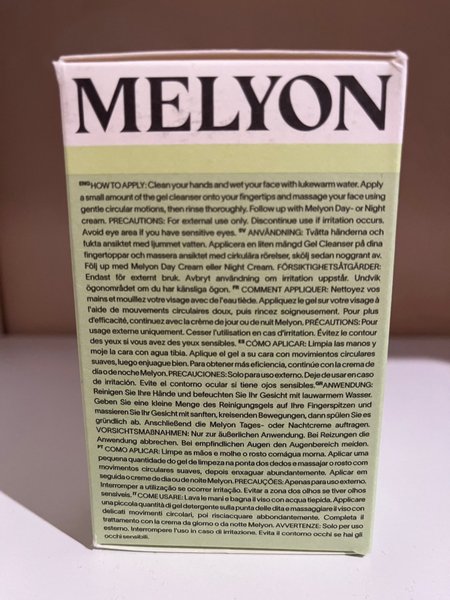 MELYON
ENG HOW TO APPLY: Clean your hands and wet your face with lukewarm water. Apply
a small amount of the gel cleanser onto your fingertips and massage your face using
gentle circular motions, then rinse thoroughly. Follow up with Melyon Day- or Night
cream. PRECAUTIONS: For external use only. Discontinue use if irritation occurs.
Avoid eye area if you have sensitive eyes. SV ANVÄNDNING: Tvätta händerna och
fukta ansiktet med ljummet vatten. Applicera en liten mängd Gel Cleanser på dina
fingertoppar och massera ansiktet med cirkulära rörelser, skölj sedan noggrant av.
Följ up med Melyon Day Cream eller Night Cream. FÖRSIKTIGHETSÅTGÄRDER:
Endast för externt bruk. Avbryt användning om irritation uppstår. Undvik
ögonområdet om du har känsliga ögon. FR COMMENT APPLIQUER: Nettoyez vos
mains et mouillez votre visage avec de l'eau tiède. Appliquez le gel sur votre visage à
l'aide de mouvements circulaires doux, puis rincez soigneusement. Pour plus
d'efficacité, continuez avec la crème de jour ou de nuit Melyon. PRÉCAUTIONS: Pour
usage externe uniquement. Cesser l'utilisation en cas d'irritation. Évitez le contour
des yeux si vous avez des yeux sensibles. ES CÓMO APLICAR: Limpia las manos y
moje la cara con agua tibia. Aplique el gel a su cara con movimientos circulares
suaves, luego enjuague bien. Para obtener más eficiencia, continúe con la crema de
día o de noche Melyon. PRECAUCIONES: Solo para uso externo. Deje de usar en caso
de irritación. Evite el contorno ocular si tiene ojos sensibles. GR ANWENDUNG:
Reinigen Sie Ihre Hände und befeuchten Sie Ihr Gesicht mit lauwarmem Wasser.
Geben Sie eine kleine Menge des Reinigungsgels auf Ihre Fingerspitzen und
massieren Sie Ihr Gesicht mit sanften, kreisenden Bewegungen, dann spülen Sie es
gründlich ab. Anschließend die Melyon Tages- oder Nachtcreme auftragen.
VORSICHTSMAßNAHMEN: Nur zur äußerlichen Anwendung. Bei Reizungen die
Anwendung abbrechen. Bei empfindlichen Augen den Augenbereich meiden.
PT COMO APLICAR: Limpe as mãos e molhe o rosto comágua morna. Aplicar uma
pequena quantidade do gel de limpeza na ponta dos dedos e massajar o rosto com
movimentos circulares suaves, depois enxaguar abundantemente. Aplicar em
seguida o creme de dia ou de noite Melyon. PRECAUÇÕES: Apenas para uso externo.
Interromper a utilização se ocorrer irritação. Evitar a zona dos olhos se tiver olhos
sensíveis. IT COME USARE: Lava le mani e bagna il viso con acqua tiepida. Applicare
una piccola quantità di gel detergente sulla punta delle dita e massaggiare il viso con
delicati movimenti circolari, poi risciacquare abbondantemente. Completa il
trattamento con la crema da giorno o da notte Melyon. AVVERTENZE: Solo per uso
esterno. Interrompere l'uso in caso di irritazione. Evita il contorno occhi se hai gli
occhi sensibili.